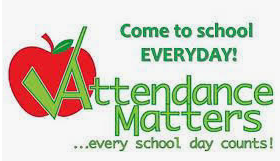 Come to school
EVERYDAY!
Attendance
Matters
...every school day counts!